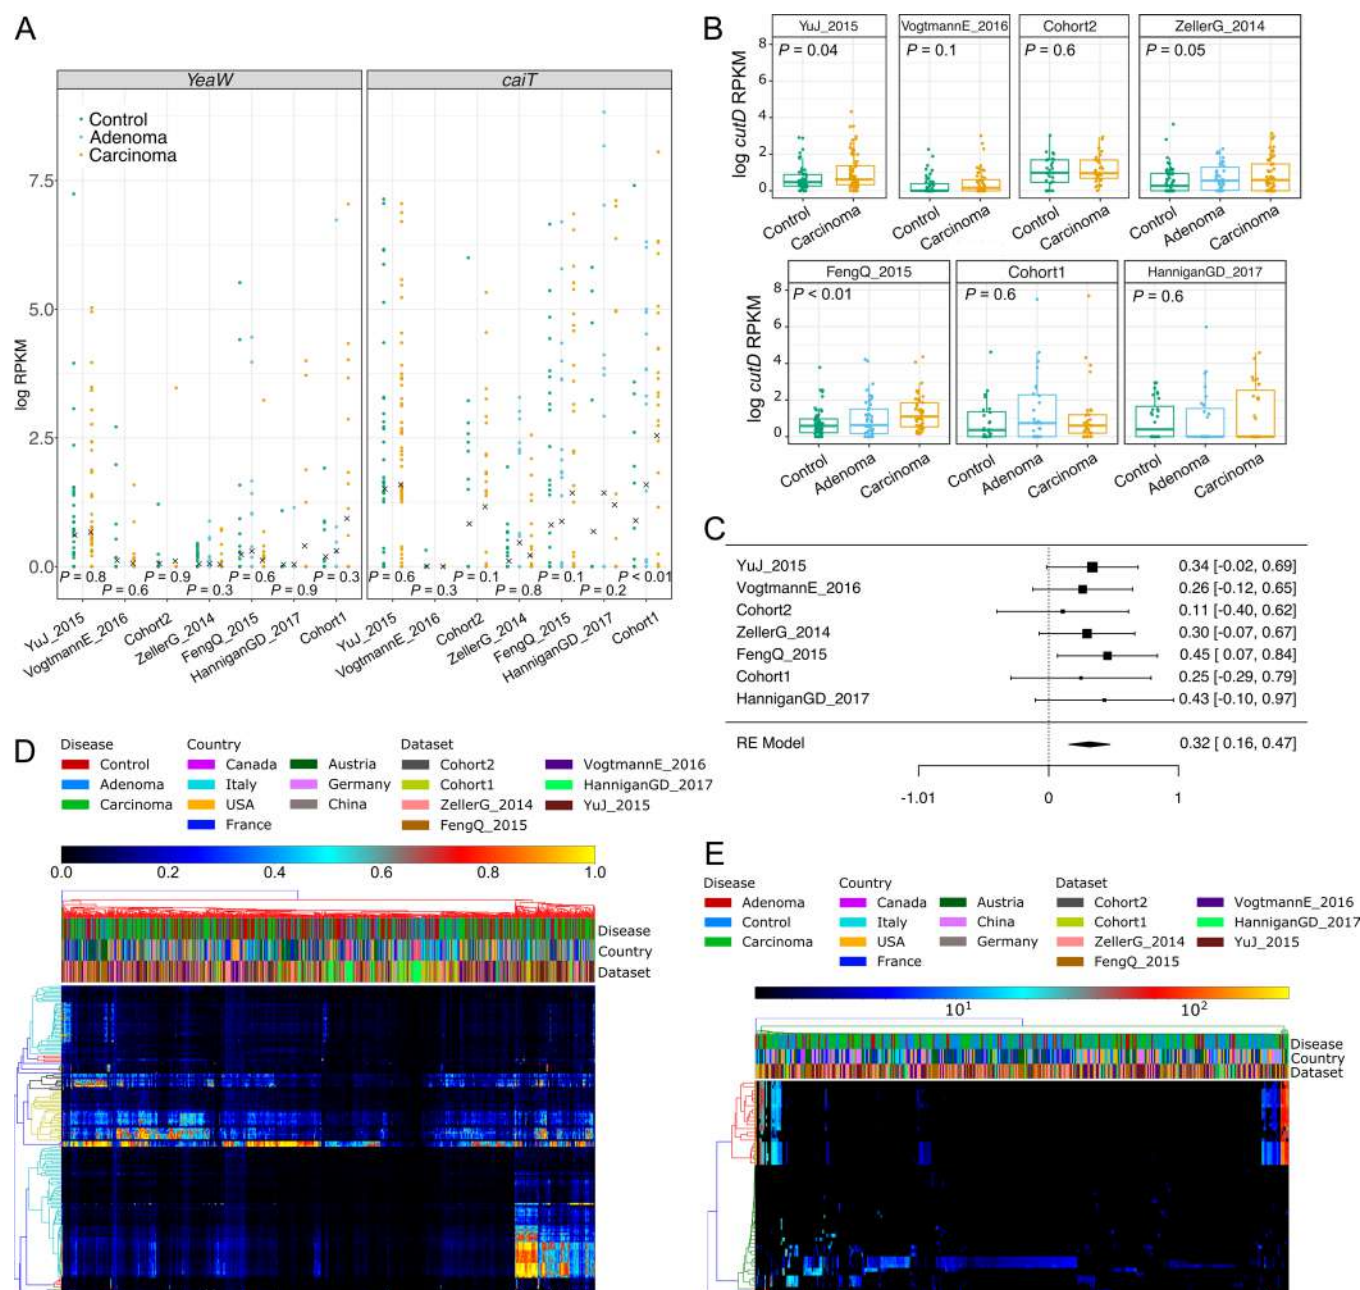 A
YeaW
caiT
Control
Adenoma
Carcinoma
7.5
5.0
2.5
0.0
log RPKM
P = 0.8
P = 0.6
P = 0.9
P = 0.3
P = 0.6
P = 0.9
P = 0.3
P = 0.6
P = 0.3
P = 0.1
P = 0.8
P = 0.1
P = 0.2
P < 0.01
YuJ_2015
VogtmannE_2016
Cohort2
ZellerG_2014
FengQ_2015
HanniganGD_2017
Cohort1
YuJ_2015
VogtmannE_2016
Cohort2
ZellerG_2014
FengQ_2015
HanniganGD_2017
Cohort1
B
YuJ_2015
VogtmannE_2016
Cohort2
ZellerG_2014
P = 0.04
P = 0.1
P = 0.6
P = 0.05
log cutD RPKM
8
6
4
2
0
Control
Carcinoma
Control
Carcinoma
Control
Carcinoma
Control
Adenoma
Carcinoma
FengQ_2015
Cohort1
HanniganGD_2017
P < 0.01
P = 0.6
P = 0.6
log cutD RPKM
8
6
4
2
0
Control
Adenoma
Carcinoma
Control
Adenoma
Carcinoma
Control
Adenoma
Carcinoma
C
YuJ_2015 0.34 [-0.02, 0.69]
VogtmannE_2016 0.26 [-0.12, 0.65]
Cohort2 0.11 [-0.40, 0.62]
ZellerG_2014 0.30 [-0.07, 0.67]
FengQ_2015 0.45 [ 0.07, 0.84]
Cohort1 0.25 [-0.29, 0.79]
HanniganGD_2017 0.43 [-0.10, 0.97]
RE Model 0.32 [ 0.16, 0.47]
-1.01 0 1
D
Disease Country Dataset
Control Canada Austria Cohort2 VogtmannE_2016
Adenoma Italy Germany Cohort1 HanniganGD_2017
Carcinoma USA China ZellerG_2014 YuJ_2015
France FengQ_2015
0.0 0.2 0.4 0.6 0.8 1.0
Disease
Country
Dataset
E
Disease Country Dataset
Adenoma Canada Austria Cohort2 VogtmannE_2016
Control Italy China Cohort1 HanniganGD_2017
Carcinoma USA Germany ZellerG_2014 YuJ_2015
France FengQ_2015
10¹ 10²
Disease
Country
Dataset